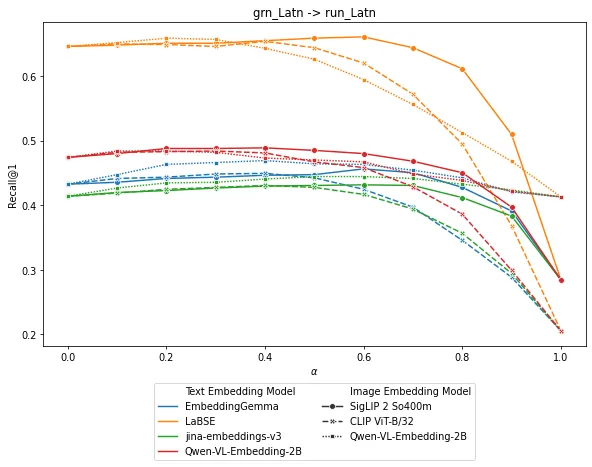 grn_Latn -> run_Latn
Recall@1
0.6
0.5
0.4
0.3
0.2
0.0
0.2
0.4
0.6
0.8
1.0
α
Text Embedding Model
EmbeddingGemma
LaBSE
jina-embeddings-v3
Qwen-VL-Embedding-2B
Image Embedding Model
SigLIP 2 So400m
CLIP ViT-B/32
Qwen-VL-Embedding-2B